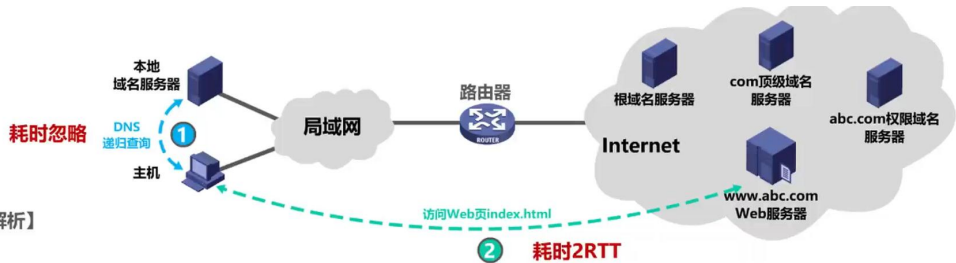 本地
域名服务器
耗时忽略
DNS
递归查询
1
主机
局域网
路由器
ROUTER
根域名服务器
com顶级域名
服务器
abc.com权限域名
服务器
Internet
www.abc.com
Web服务器
访问Web页index.html
2
耗时2RTT
解析】